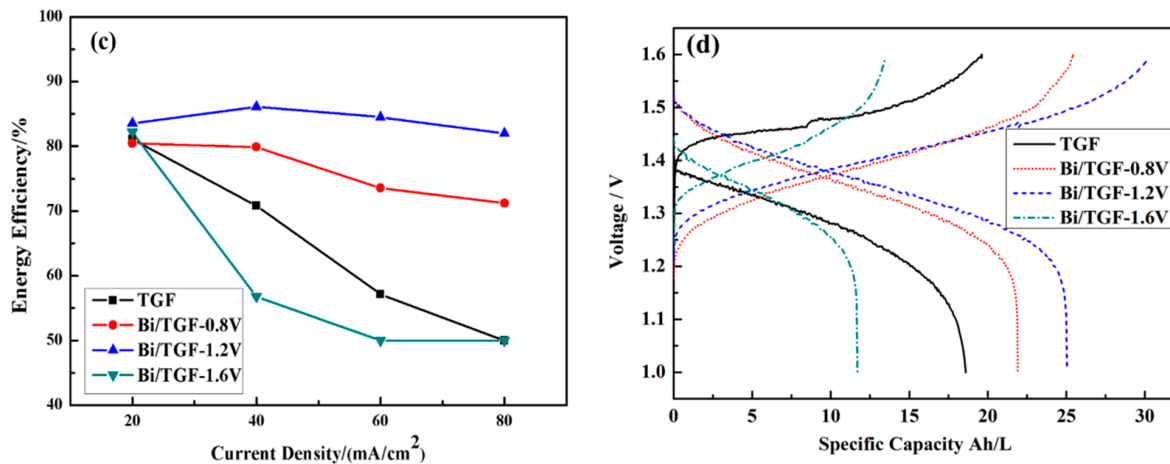 (c)
Energy Efficiency/%
100
90
80
70
60
50
40
TGF
Bi/TGF-0.8V
Bi/TGF-1.2V
Bi/TGF-1.6V
20 40 60 80
Current Density/(mA/cm²)
(d)
Voltage / V
1.6
1.5
1.4
1.3
1.2
1.1
1.0
TGF
Bi/TGF-0.8V
Bi/TGF-1.2V
Bi/TGF-1.6V
0 5 10 15 20 25 30
Specific Capacity Ah/L